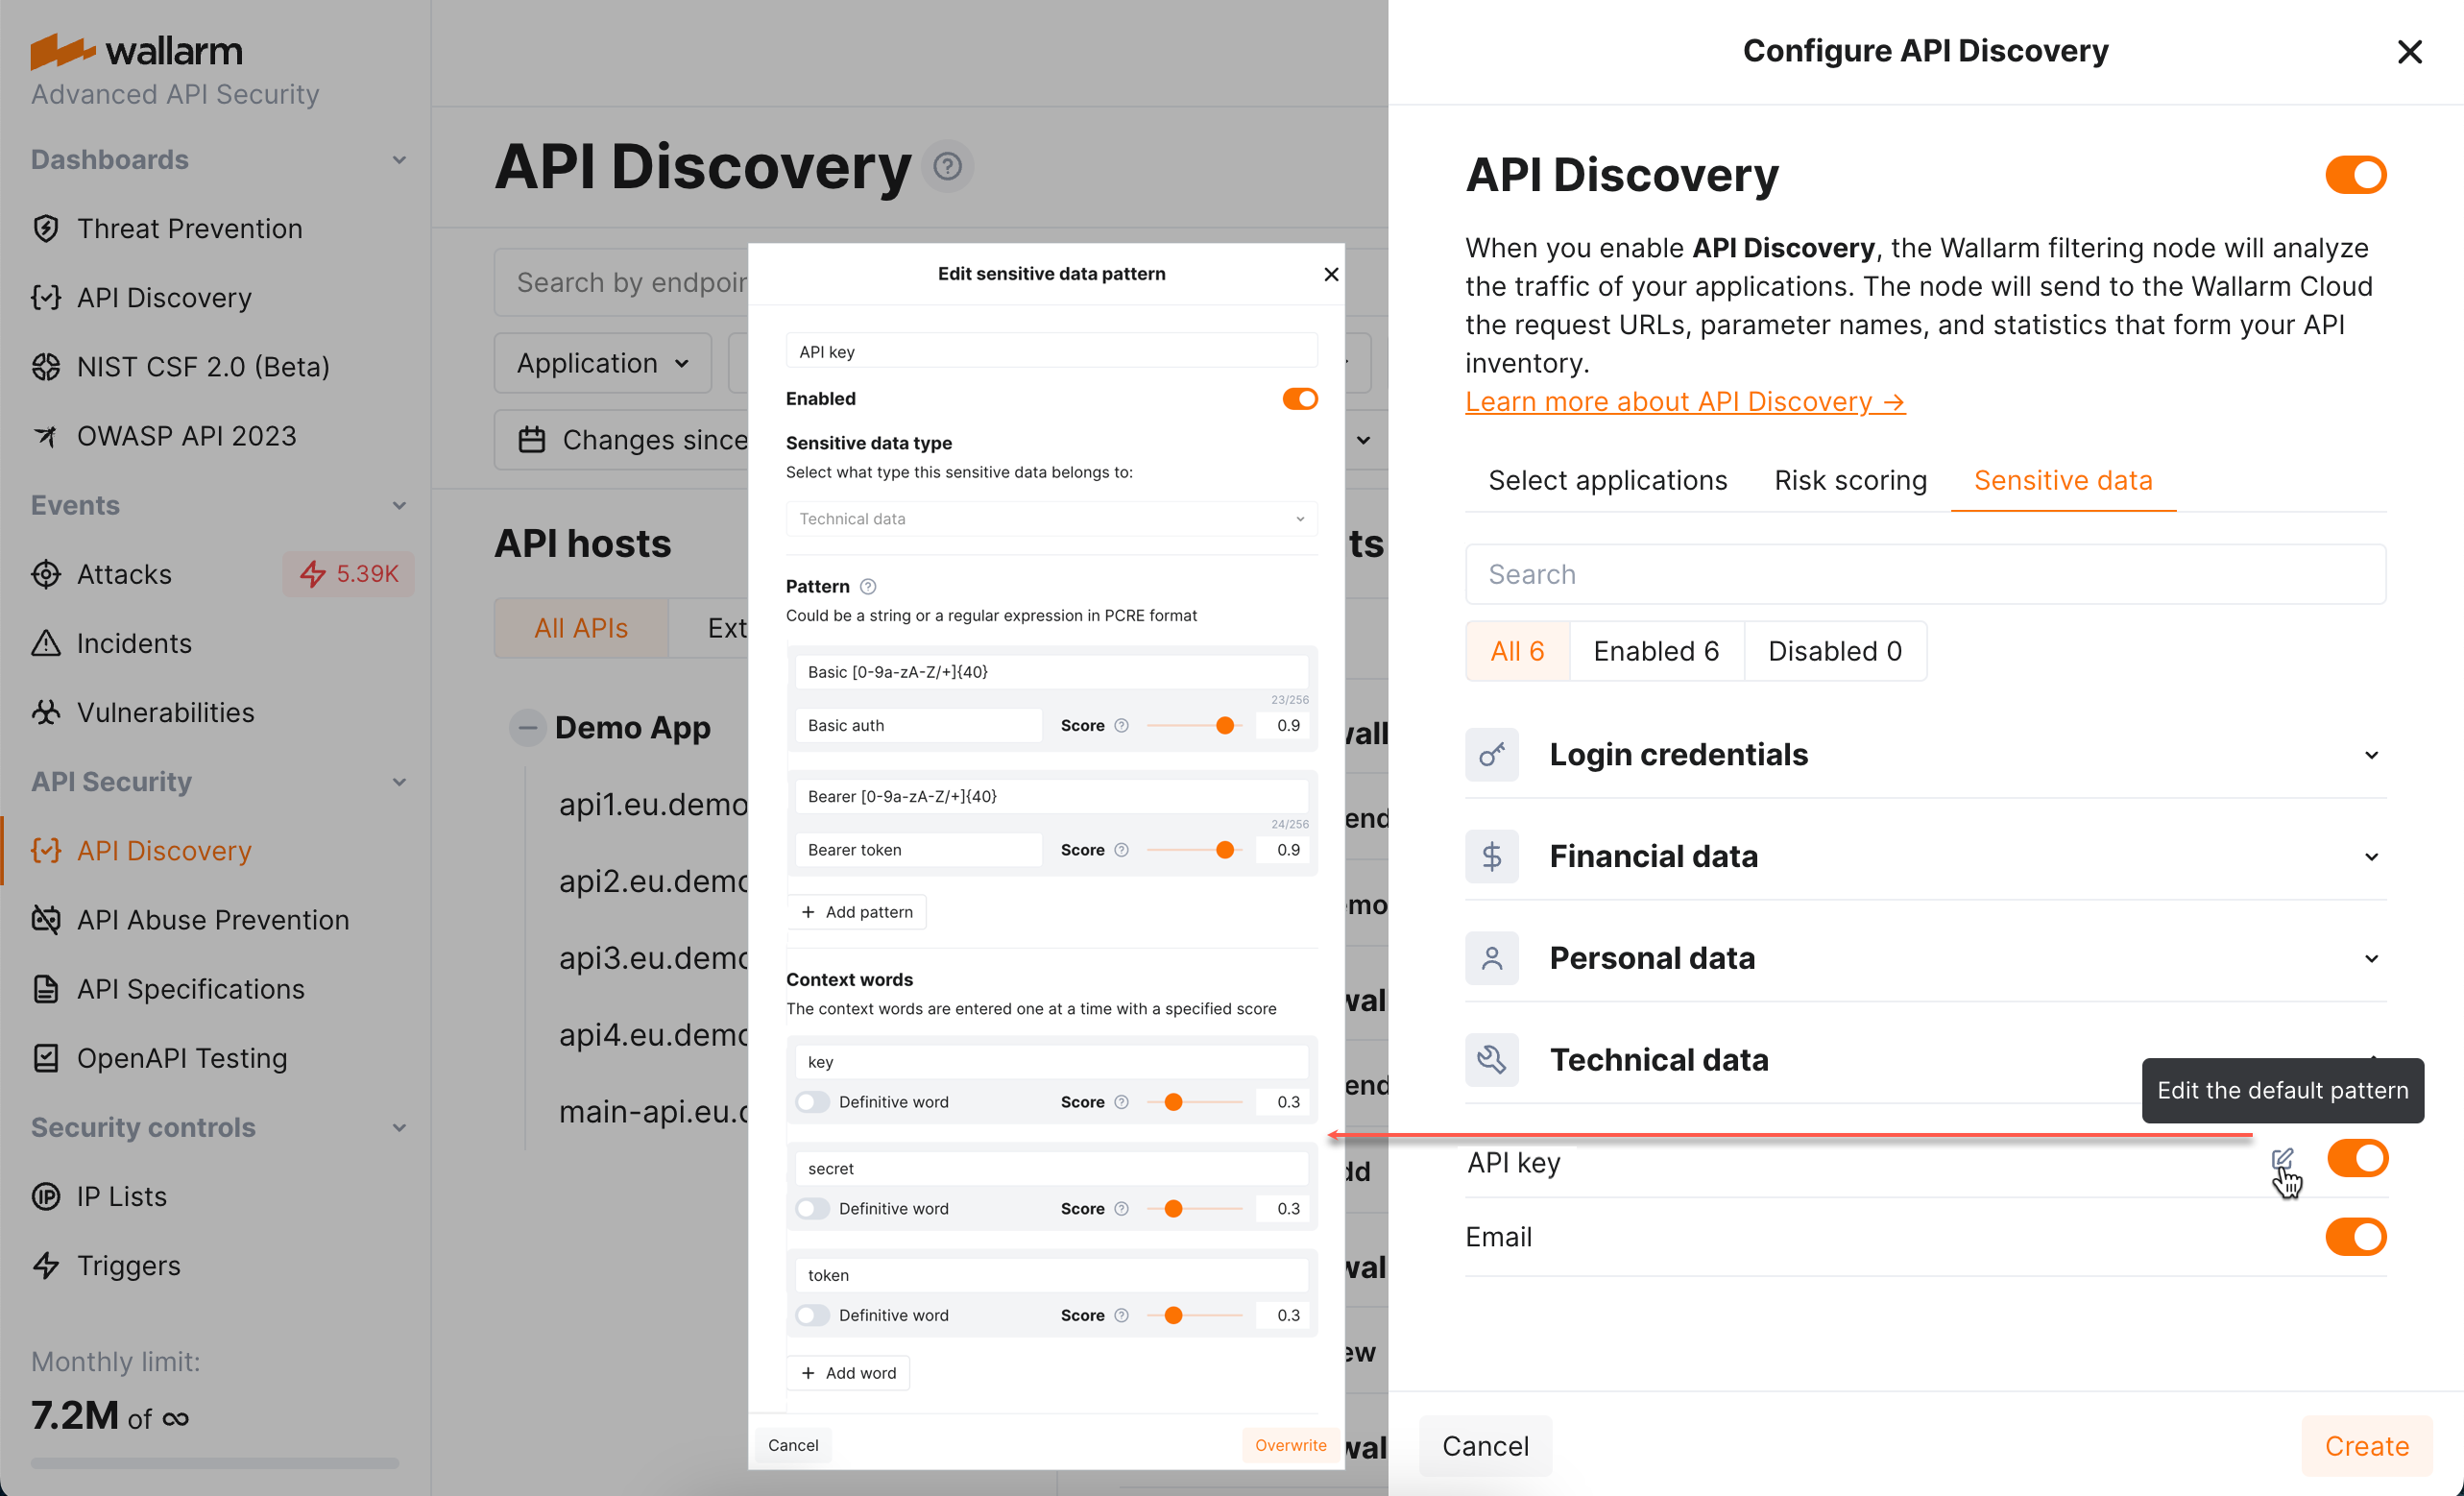 wallarm
Advanced API Security
Dashboards
Threat Prevention
API Discovery
NIST CSF 2.0 (Beta)
OWASP API 2023
Events
Attacks
5.39K
Incidents
Vulnerabilities
API Security
API Discovery
API Abuse Prevention
API Specifications
OpenAPI Testing
Security controls
IP Lists
Triggers
Monthly limit:
7.2M of ∞
API Discovery
Search by endpoin
Application
Changes since
API hosts
All APIs
Ext
Demo App
api1.eu.demo
api2.eu.demo
api3.eu.demo
api4.eu.demo
main-api.eu.d
Edit sensitive data pattern
API key
Enabled
Sensitive data type
Select what type this sensitive data belongs to:
Technical data
Pattern
Could be a string or a regular expression in PCRE format
Basic [0-9a-zA-Z/+]{40}
23/256
Basic auth
Score
0.9
Bearer [0-9a-zA-Z/+]{40}
24/256
Bearer token
Score
0.9
+ Add pattern
Context words
The context words are entered one at a time with a specified score
key
Definitive word
Score
0.3
secret
Definitive word
Score
0.3
token
Definitive word
Score
0.3
+ Add word
Cancel
Overwrite
Configure API Discovery
API Discovery
When you enable API Discovery, the Wallarm filtering node will analyze
the traffic of your applications. The node will send to the Wallarm Cloud
the request URLs, parameter names, and statistics that form your API
inventory.
Learn more about API Discovery →
Select applications
Risk scoring
Sensitive data
Search
All 6
Enabled 6
Disabled 0
Login credentials
Financial data
Personal data
Technical data
Edit the default pattern
API key
Email
Cancel
Create